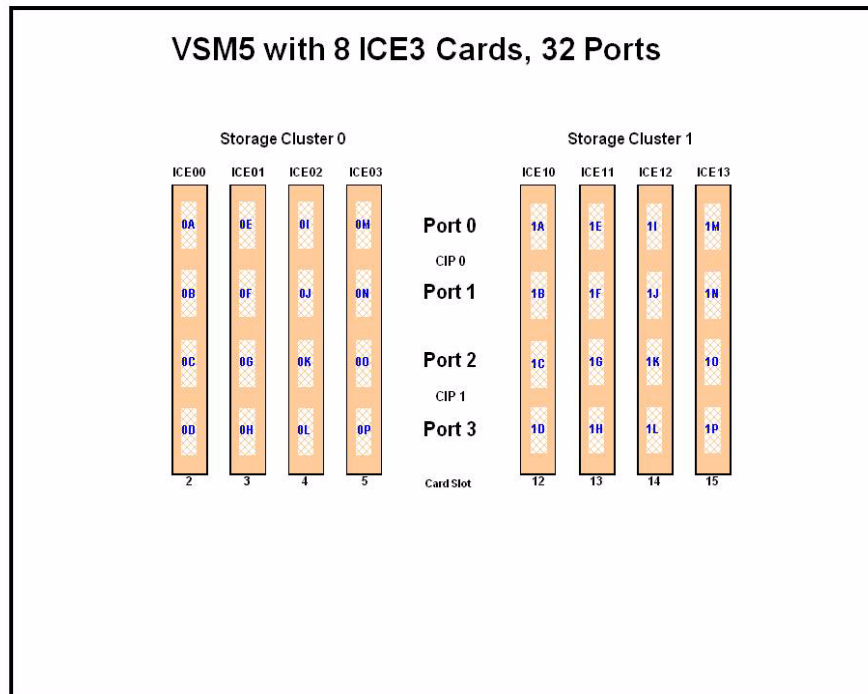 VSM5 with 8 ICE3 Cards, 32 Ports
Storage Cluster 0 Storage Cluster 1
ICE00 ICE01 ICE02 ICE03 ICE10 ICE11 ICE12 ICE13
0A 0E 0I 0M Port 0 1A 1E 1I 1M
CIP 0
0B 0F 0J 0N Port 1 1B 1F 1J 1N
0C 0G 0K 0O Port 2 1C 1G 1K 1O
CIP 1
0D 0H 0L 0P Port 3 1D 1H 1L 1P
2 3 4 5 Card Slot 12 13 14 15